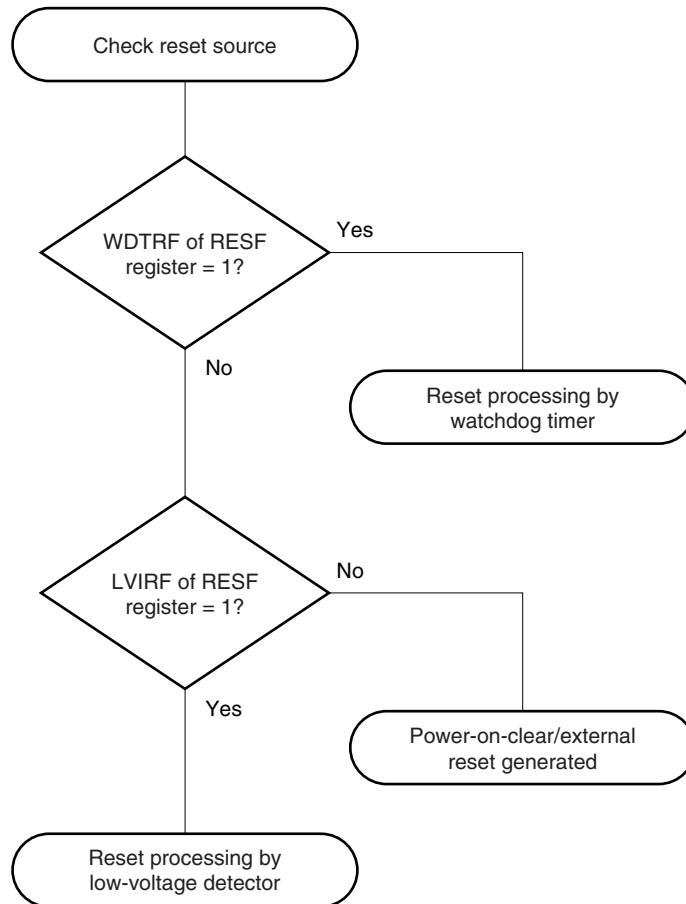 Check reset source
WDTRF of RESF
register = 1?
Yes
No
Reset processing by
watchdog timer
LVIRF of RESF
register = 1?
No
Yes
Power-on-clear/external
reset generated
Reset processing by
low-voltage detector